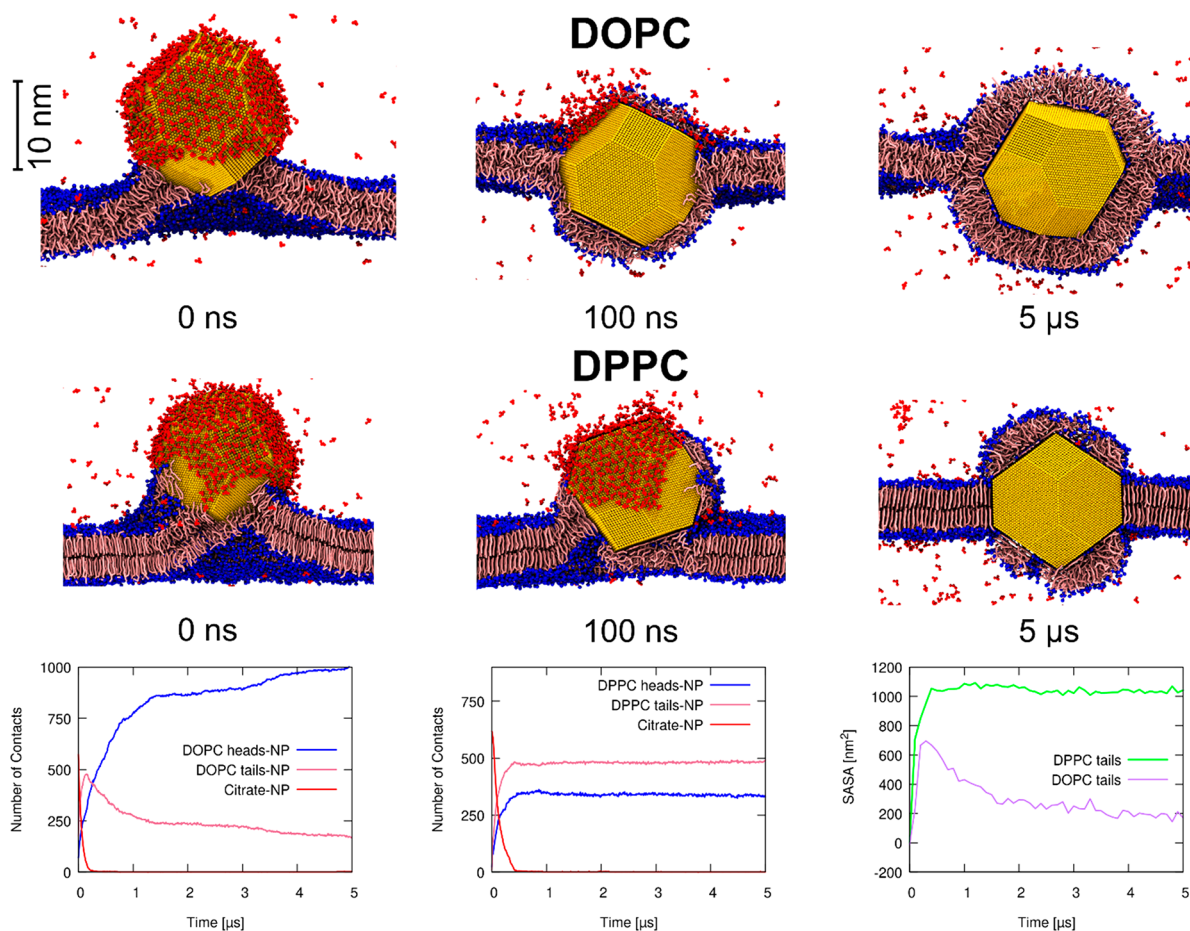 DOPC
10 nm
0 ns
100 ns
5 µs
DPPC
0 ns
100 ns
5 µs
Number of Contacts
1000
750
500
250
0
DOPC heads-NP
DOPC tails-NP
Citrate-NP
0 1 2 3 4 5
Time [µs]
Number of Contacts
750
500
250
0
DPPC heads-NP
DPPC tails-NP
Citrate-NP
0 1 2 3 4 5
Time [µs]
SASA [nm²]
1200
1000
800
600
400
200
0
-200
DPPC tails
DOPC tails
0 1 2 3 4 5
Time [µs]